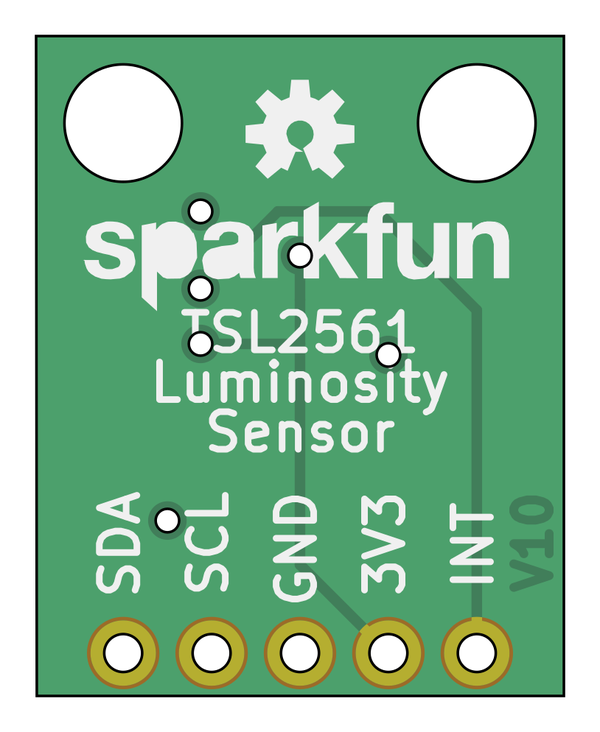 sparkfun
TSL2561
Luminosity
Sensor
SDA
SCL
GND
3V3
INT
V10